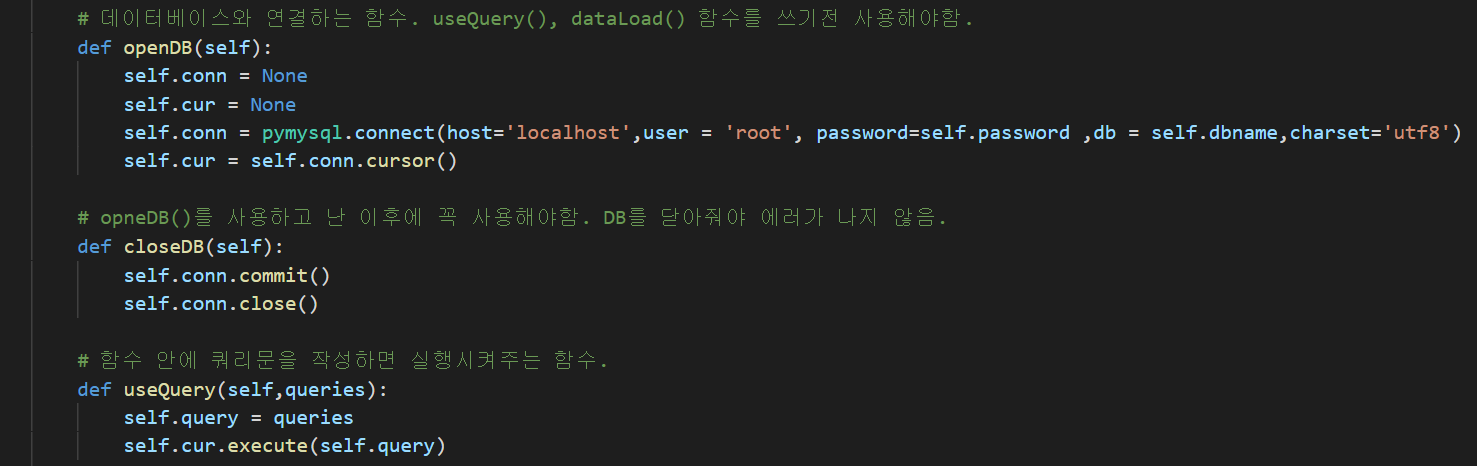 # 데이터베이스와 연결하는 함수. useQuery(), dataLoad() 함수를 쓰기전 사용해야함.
def openDB(self):
    self.conn = None
    self.cur = None
    self.conn = pymysql.connect(host='localhost',user = 'root', password=self.password ,db = self.dbname,charset='utf8')
    self.cur = self.conn.cursor()
# opneDB()를 사용하고 난 이후에 꼭 사용해야함. DB를 닫아줘야 에러가 나지 않음.
def closeDB(self):
    self.conn.commit()
    self.conn.close()
# 함수 안에 쿼리문을 작성하면 실행시켜주는 함수.
def useQuery(self,queries):
    self.query = queries
    self.cur.execute(self.query)